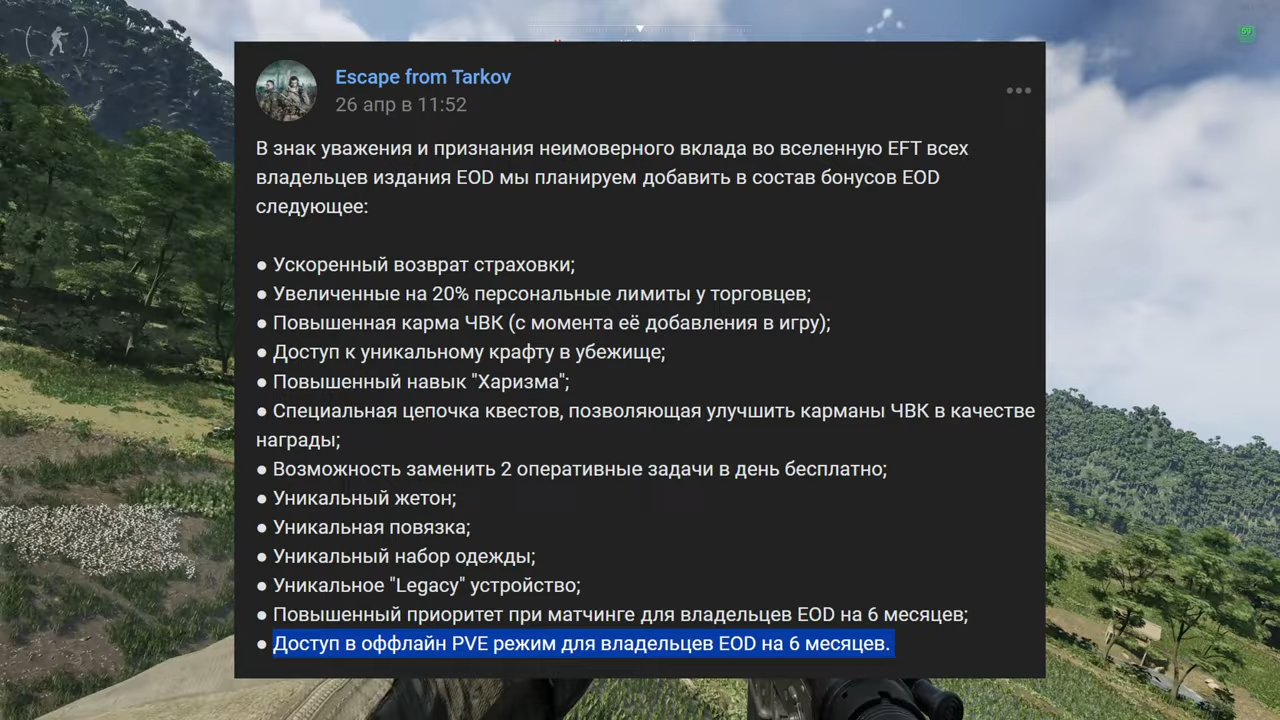 Escape from Tarkov
26 апр в 11:52
В знак уважения и признания неимоверного вклада во вселенную EFT всех
владельцев издания EOD мы планируем добавить в состав бонусов EOD
следующее:
● Ускоренный возврат страховки;
● Увеличенные на 20% персональные лимиты у торговцев;
● Повышенная карма ЧВК (с момента её добавления в игру);
● Доступ к уникальному крафту в убежище;
● Повышенный навык "Харизма";
● Специальная цепочка квестов, позволяющая улучшить карманы ЧВК в качестве
награды;
● Возможность заменить 2 оперативные задачи в день бесплатно;
● Уникальный жетон;
● Уникальная повязка;
● Уникальный набор одежды;
● Уникальное "Legacy" устройство;
● Повышенный приоритет при матчинге для владельцев EOD на 6 месяцев;
● Доступ в оффлайн PVE режим для владельцев EOD на 6 месяцев.